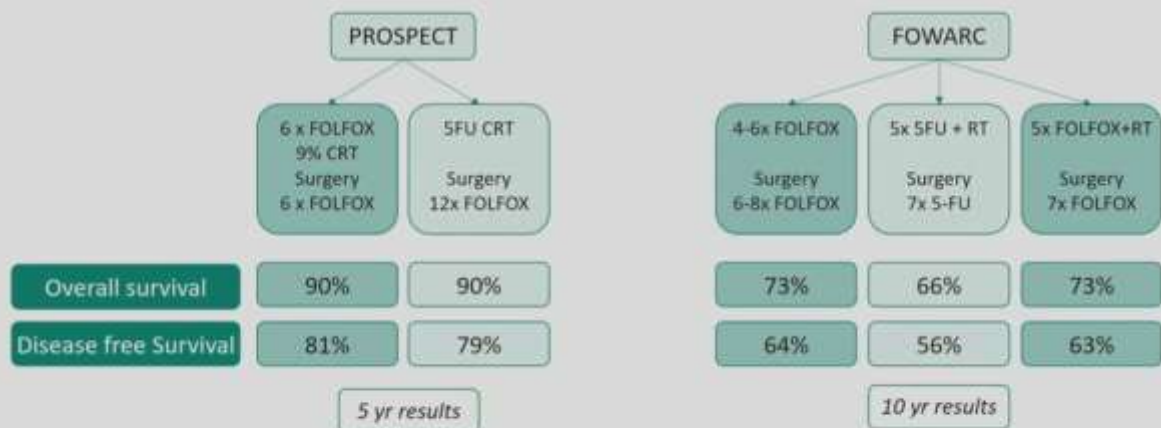 PROSPECT
FOWARC
6 x FOLFOX
9% CRT
Surgery
6 x FOLFOX
5FU CRT
Surgery
12x FOLFOX
4-6x FOLFOX
Surgery
6-8x FOLFOX
5x 5FU + RT
Surgery
7x 5-FU
5x FOLFOX+RT
Surgery
7x FOLFOX
Overall survival
90%
90%
73%
66%
73%
Disease free Survival
81%
79%
64%
56%
63%
5 yr results
10 yr results